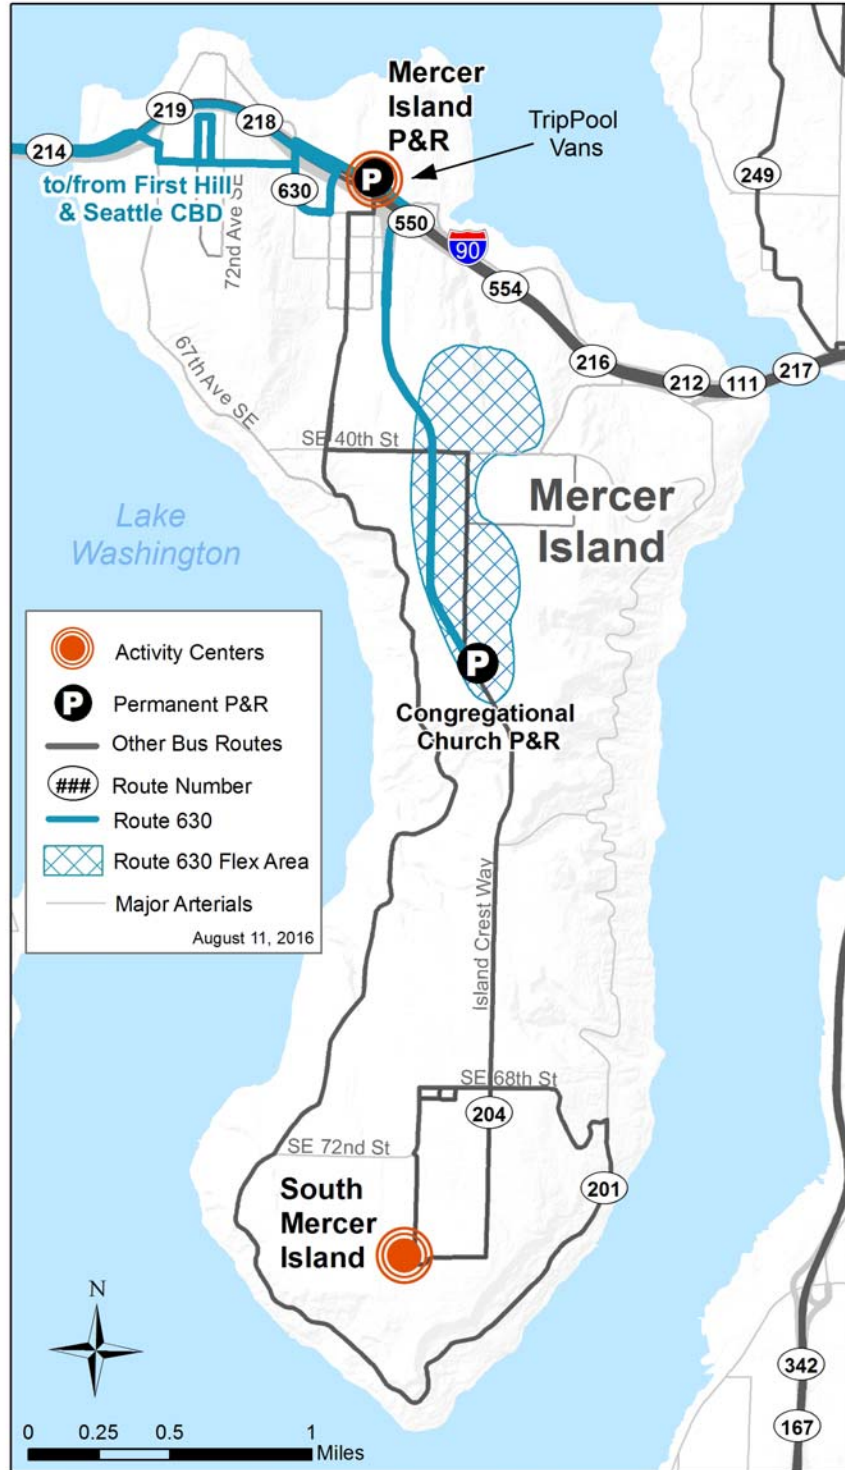 Mercer
Island
P&R
TripPool
Vans
219
218
214
249
to/from First Hill
& Seattle CBD
630
72nd Ave SE
550
90
554
67th Ave SE
216
212
111
217
SE 40th St
Lake
Washington
Mercer
Island
P
P
Congregational
Church P&R
Activity Centers
P
Permanent P&R
Other Bus Routes
###
Route Number
Route 630
Route 630 Flex Area
Major Arterials
August 11, 2016
Island Crest Way
SE 68th St
204
SE 72nd St
201
South
Mercer
Island
N
342
167
0 0.25 0.5 1
Miles